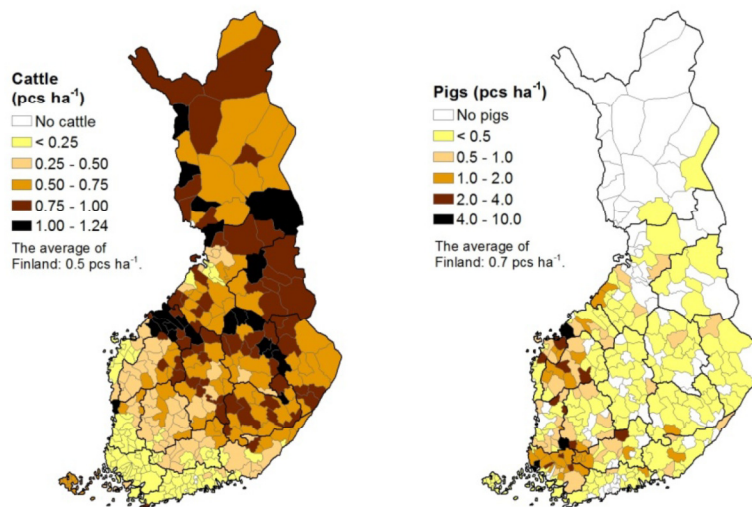 Cattle
(pcs ha⁻¹)
No cattle
< 0.25
0.25 - 0.50
0.50 - 0.75
0.75 - 1.00
1.00 - 1.24
The average of
Finland: 0.5 pcs ha⁻¹.
Pigs (pcs ha⁻¹)
No pigs
< 0.5
0.5 - 1.0
1.0 - 2.0
2.0 - 4.0
4.0 - 10.0
The average of
Finland: 0.7 pcs ha⁻¹.